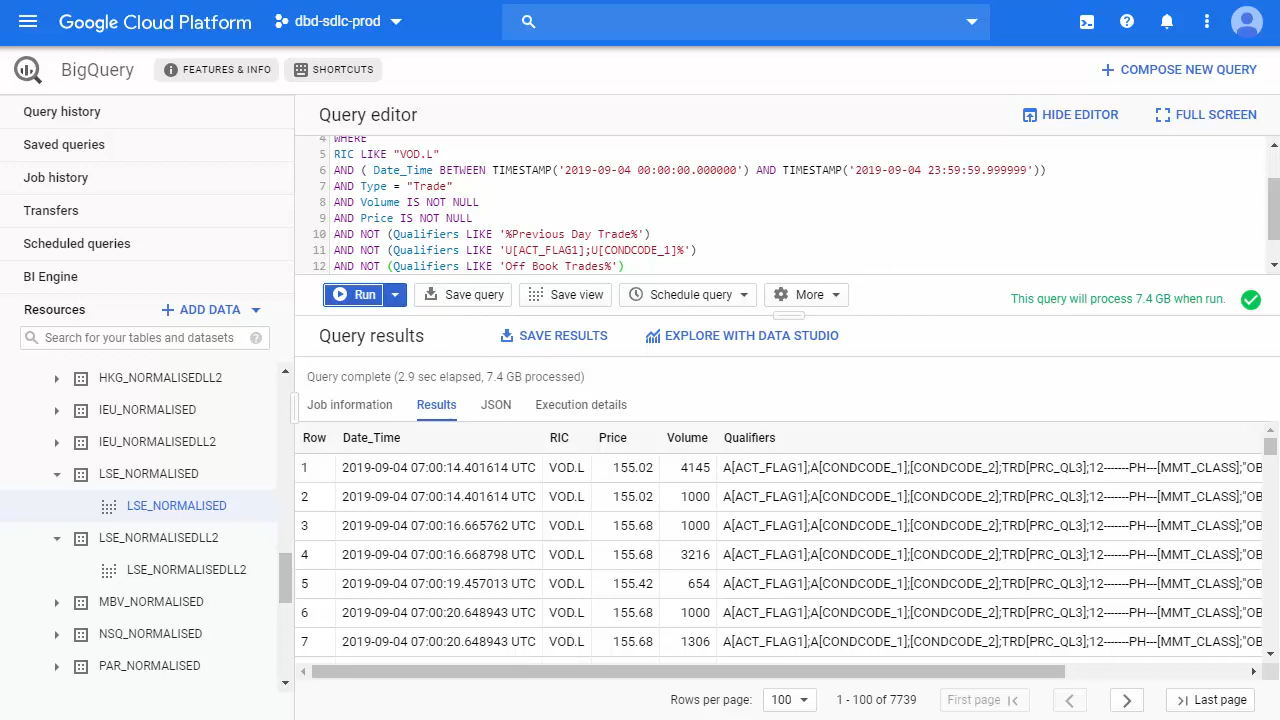 Google Cloud Platform dbd-sdlc-prod
BigQuery FEATURES & INFO SHORTCUTS COMPOSE NEW QUERY
Query history
Saved queries
Job history
Transfers
Scheduled queries
BI Engine
Resources ADD DATA
Search for your tables and datasets
HKG_NORMALISEDLL2
IEU_NORMALISED
IEU_NORMALISEDLL2
LSE_NORMALISED
LSE_NORMALISED
LSE_NORMALISEDLL2
LSE_NORMALISEDLL2
MBV_NORMALISED
NSQ_NORMALISED
PAR_NORMALISED
Query editor HIDE EDITOR FULL SCREEN
4 WHERE
5 RIC LIKE "VOD.L"
6 AND ( Date_Time BETWEEN TIMESTAMP('2019-09-04 00:00:00.000000') AND TIMESTAMP('2019-09-04 23:59:59.999999'))
7 AND Type = "Trade"
8 AND Volume IS NOT NULL
9 AND Price IS NOT NULL
10 AND NOT (Qualifiers LIKE '%Previous Day Trade%')
11 AND NOT (Qualifiers LIKE 'U[ACT_FLAG1];U[CONDCODE_1]%')
12 AND NOT (Qualifiers LIKE 'Off Book Trades%')
Run Save query Save view Schedule query More This query will process 7.4 GB when run.
Query results SAVE RESULTS EXPLORE WITH DATA STUDIO
Query complete (2.9 sec elapsed, 7.4 GB processed)
Job information Results JSON Execution details
Row Date_Time RIC Price Volume Qualifiers
1 2019-09-04 07:00:14.401614 UTC VOD.L 155.02 4145 A[ACT_FLAG1];A[CONDCODE_1];[CONDCODE_2];TRD[PRC_QL3];12-------PH---[MMT_CLASS];"OB
2 2019-09-04 07:00:14.401614 UTC VOD.L 155.02 1000 A[ACT_FLAG1];A[CONDCODE_1];[CONDCODE_2];TRD[PRC_QL3];12-------PH---[MMT_CLASS];"OB
3 2019-09-04 07:00:16.665762 UTC VOD.L 155.68 1000 A[ACT_FLAG1];A[CONDCODE_1];[CONDCODE_2];TRD[PRC_QL3];12-------PH---[MMT_CLASS];"OB
4 2019-09-04 07:00:16.668798 UTC VOD.L 155.68 3216 A[ACT_FLAG1];A[CONDCODE_1];[CONDCODE_2];TRD[PRC_QL3];12-------PH---[MMT_CLASS];"OB
5 2019-09-04 07:00:19.457013 UTC VOD.L 155.42 654 A[ACT_FLAG1];A[CONDCODE_1];[CONDCODE_2];TRD[PRC_QL3];12-------PH---[MMT_CLASS];"OB
6 2019-09-04 07:00:20.648943 UTC VOD.L 155.68 1000 A[ACT_FLAG1];A[CONDCODE_1];[CONDCODE_2];TRD[PRC_QL3];12-------PH---[MMT_CLASS];"OB
7 2019-09-04 07:00:20.648943 UTC VOD.L 155.68 1306 A[ACT_FLAG1];A[CONDCODE_1];[CONDCODE_2];TRD[PRC_QL3];12-------PH---[MMT_CLASS];"OB
Rows per page: 100 1 - 100 of 7739 First page Last page